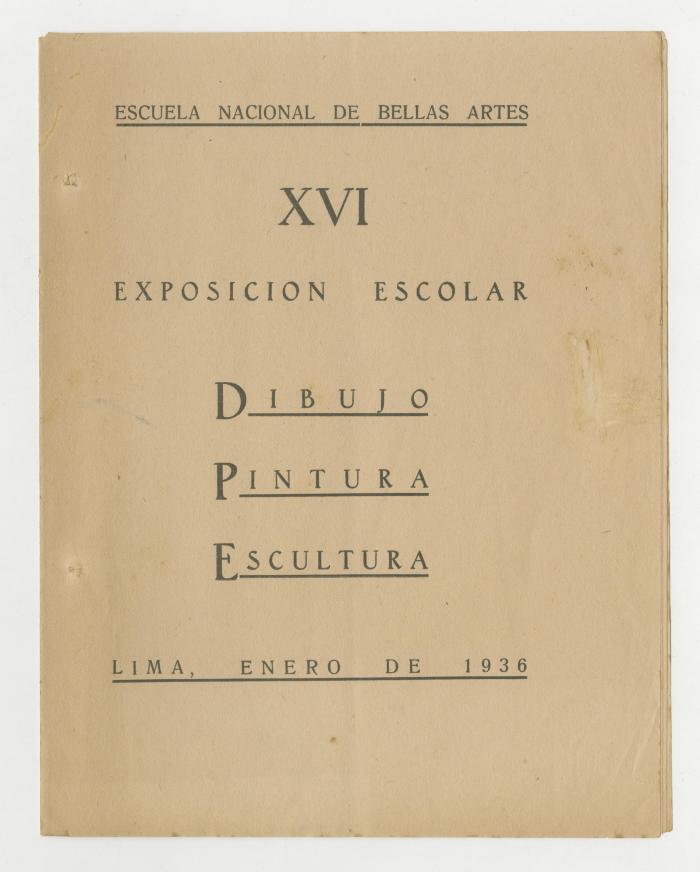 ESCUELA NACIONAL DE BELLAS ARTES
XVI
EXPOSICION ESCOLAR
DIBUJO
PINTURA
ESCULTURA
LIMA, ENERO DE 1936